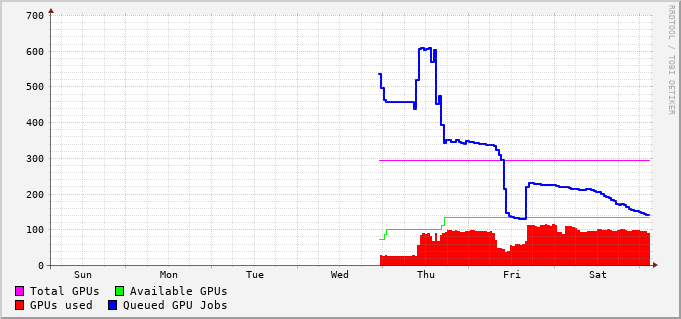 700
600
500
400
300
200
100
0
Sun Mon Tue Wed Thu Fri Sat
Total GPUs Available GPUs
GPUs used Queued GPU Jobs
RRDTOOL / TOBI OETIKER